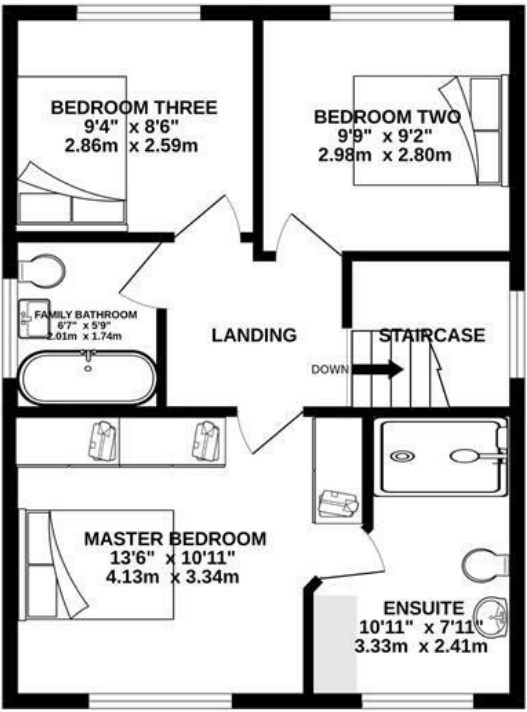 BEDROOM THREE
9'4" x 8'6"
2.86m x 2.59m
BEDROOM TWO
9'9" x 9'2"
2.98m x 2.80m
FAMILY BATHROOM
6'7" x 5'9"
2.01m x 1.74m
LANDING
STAIRCASE
DOWN
MASTER BEDROOM
13'6" x 10'11"
4.13m x 3.34m
ENSUITE
10'11" x 7'11"
3.33m x 2.41m